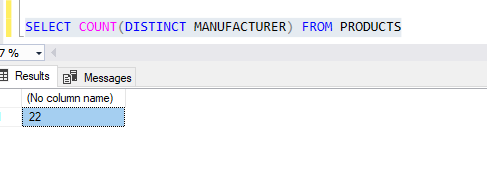 SELECT COUNT(DISTINCT MANUFACTURER) FROM PRODUCTS
7 %
Results Messages
(No column name)
22